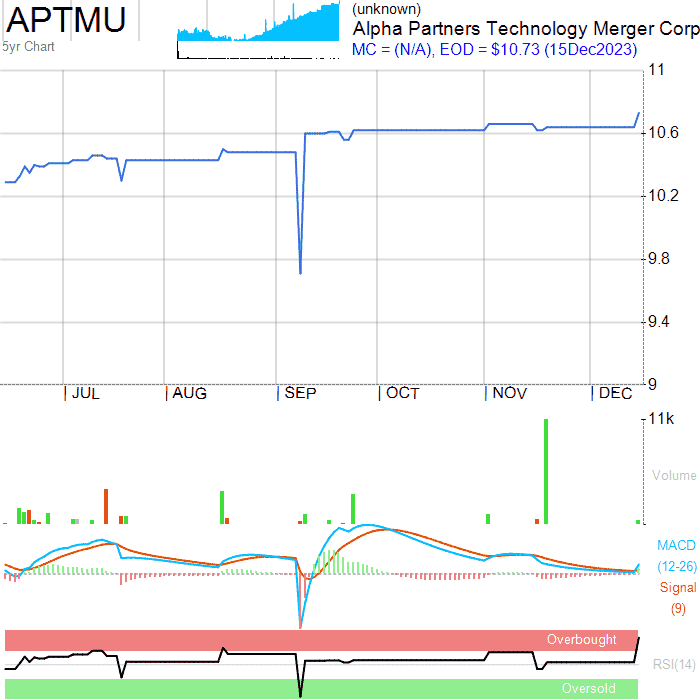 APTMU
(unknown)
Alpha Partners Technology Merger Corp
5yr Chart
MC = (N/A), EOD = $10.73 (15Dec2023)
11
10.6
10.2
9.8
9.4
9
JUL
AUG
SEP
OCT
NOV
DEC
11k
Volume
MACD
(12-26)
Signal
(9)
Overbought
RSI(14)
Oversold